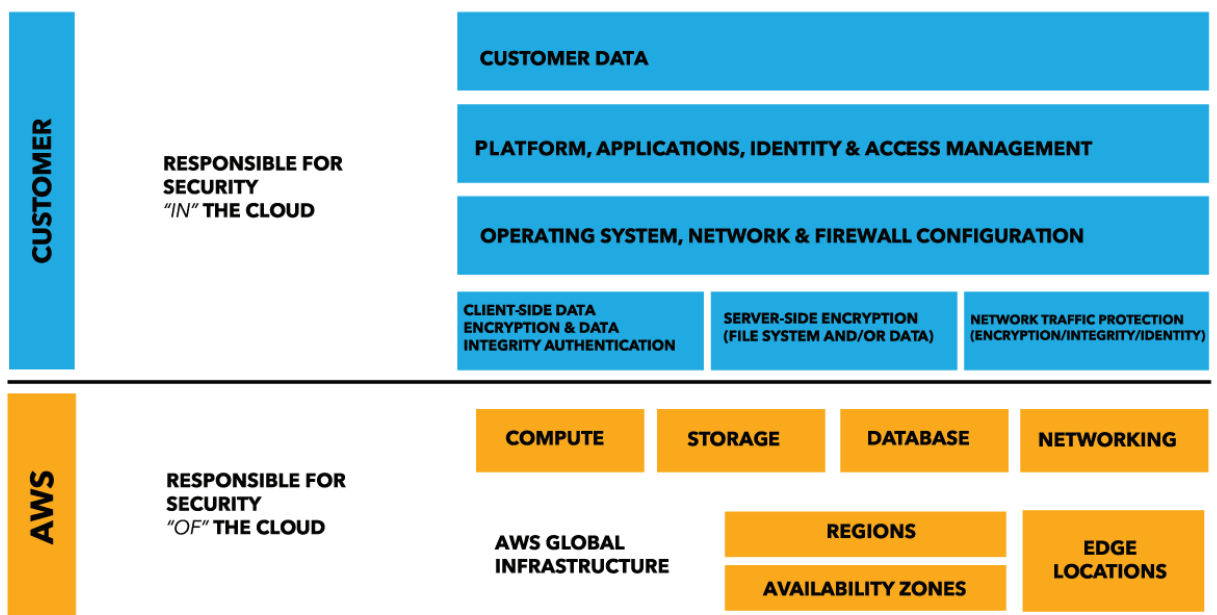 CUSTOMER
RESPONSIBLE FOR
SECURITY
“IN” THE CLOUD
CUSTOMER DATA
PLATFORM, APPLICATIONS, IDENTITY & ACCESS MANAGEMENT
OPERATING SYSTEM, NETWORK & FIREWALL CONFIGURATION
CLIENT-SIDE DATA
ENCRYPTION & DATA
INTEGRITY AUTHENTICATION
SERVER-SIDE ENCRYPTION
(FILE SYSTEM AND/OR DATA)
NETWORK TRAFFIC PROTECTION
(ENCRYPTION/INTEGRITY/IDENTITY)
AWS
RESPONSIBLE FOR
SECURITY
“OF” THE CLOUD
COMPUTE
STORAGE
DATABASE
NETWORKING
AWS GLOBAL
INFRASTRUCTURE
REGIONS
AVAILABILITY ZONES
EDGE
LOCATIONS